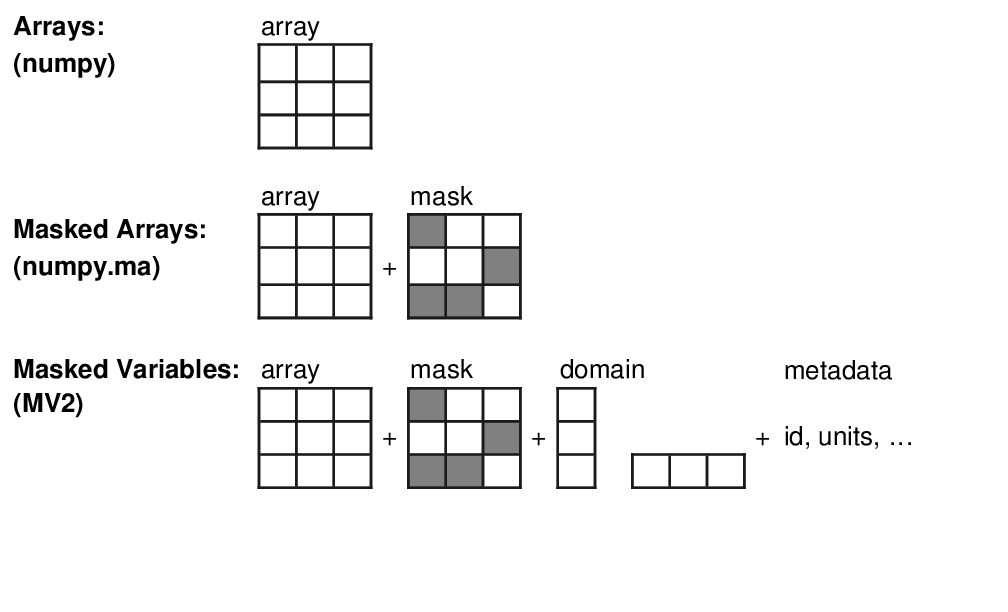 Arrays:
(numpy)
array
Masked Arrays:
(numpy.ma)
array
+
mask
Masked Variables:
(MV2)
array
+
mask
+
domain
+
metadata
id, units, …